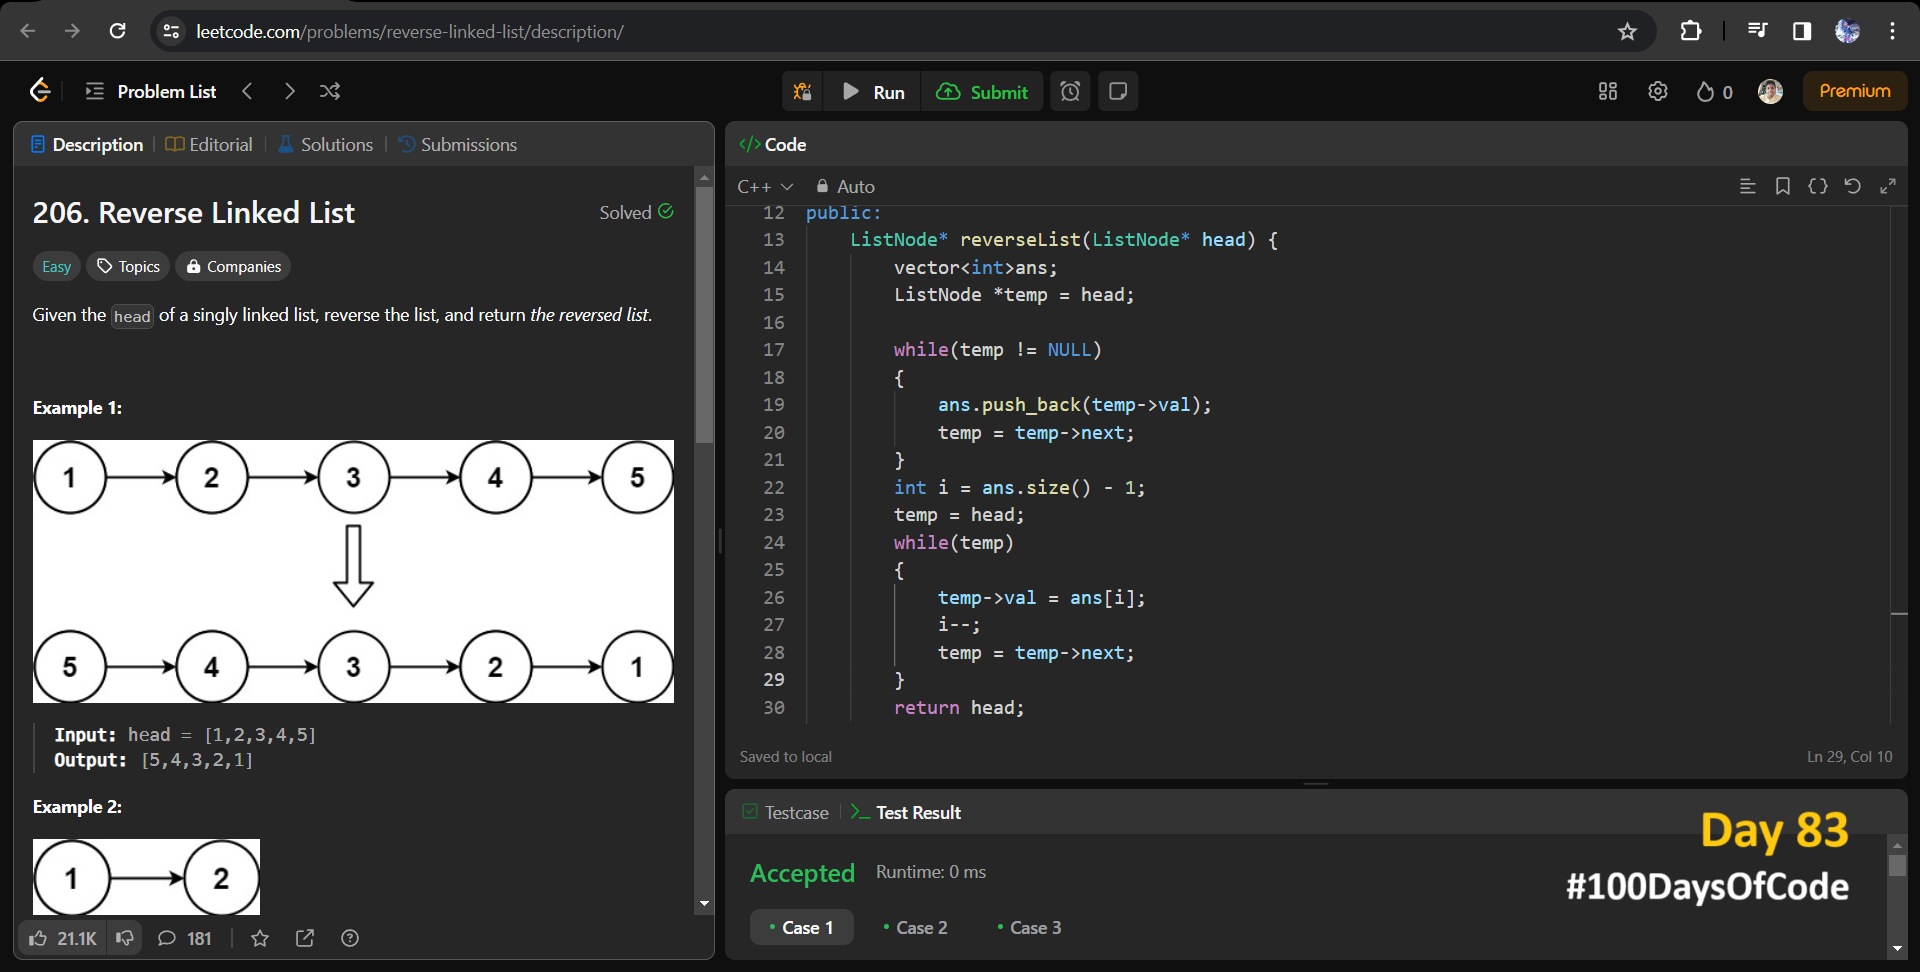 leetcode.com/problems/reverse-linked-list/description/
Problem List
Run
Submit
0
Premium
Description
Editorial
Solutions
Submissions
206. Reverse Linked List
Solved
Easy
Topics
Companies
Given the head of a singly linked list, reverse the list, and return the reversed list.
Example 1:
1 2 3 4 5
5 4 3 2 1
Input: head = [1,2,3,4,5]
Output: [5,4,3,2,1]
Example 2:
1 2
21.1K
181
</> Code
C++
Auto
12 public:
13     ListNode* reverseList(ListNode* head) {
14         vector<int>ans;
15         ListNode *temp = head;
16
17         while(temp != NULL)
18         {
19             ans.push_back(temp->val);
20             temp = temp->next;
21         }
22         int i = ans.size() - 1;
23         temp = head;
24         while(temp)
25         {
26             temp->val = ans[i];
27             i--;
28             temp = temp->next;
29         }
30         return head;
Saved to local
Ln 29, Col 10
Testcase
>_ Test Result
Accepted
Runtime: 0 ms
Case 1
Case 2
Case 3
Day 83
#100DaysOfCode